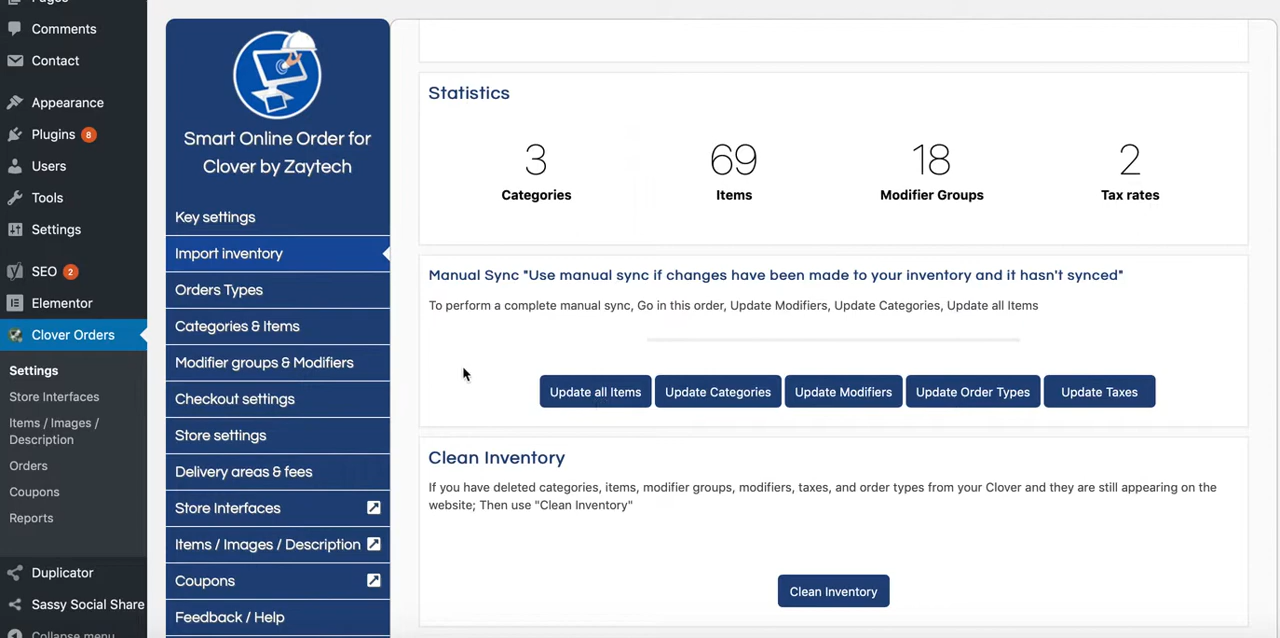 Pages
Comments
Contact
Appearance
Plugins 8
Users
Tools
Settings
SEO 2
Elementor
Clover Orders
Settings
Store Interfaces
Items / Images /
Description
Orders
Coupons
Reports
Duplicator
Sassy Social Share
Collapse menu
Smart Online Order for
Clover by Zaytech
Key settings
Import inventory
Orders Types
Categories & Items
Modifier groups & Modifiers
Checkout settings
Store settings
Delivery areas & fees
Store Interfaces
Items / Images / Description
Coupons
Feedback / Help
Statistics
3 69 18 2
Categories Items Modifier Groups Tax rates
Manual Sync "Use manual sync if changes have been made to your inventory and it hasn't synced"
To perform a complete manual sync, Go in this order, Update Modifiers, Update Categories, Update all Items
Update all Items Update Categories Update Modifiers Update Order Types Update Taxes
Clean Inventory
If you have deleted categories, items, modifier groups, modifiers, taxes, and order types from your Clover and they are still appearing on the
website; Then use "Clean Inventory"
Clean Inventory